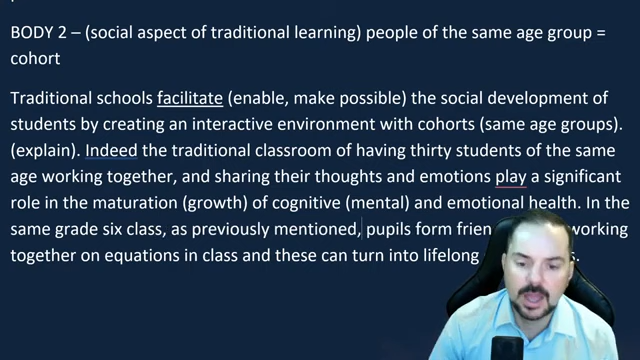 BODY 2 – (social aspect of traditional learning) people of the same age group =
cohort
Traditional schools facilitate (enable, make possible) the social development of
students by creating an interactive environment with cohorts (same age groups).
(explain). Indeed the traditional classroom of having thirty students of the same
age working together, and sharing their thoughts and emotions play a significant
role in the maturation (growth) of cognitive (mental) and emotional health. In the
same grade six class, as previously mentioned, pupils form working
together on equations in class and these can turn into lifelong